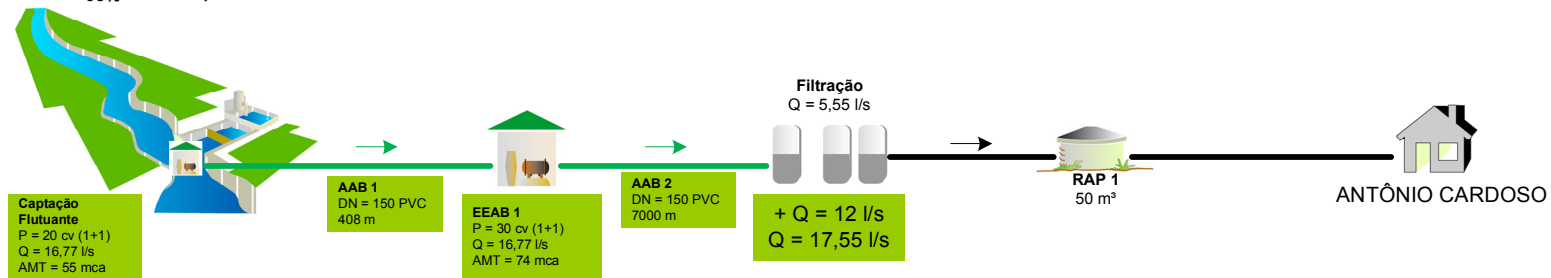 Captação
Flutuante
P = 20 cv (1+1)
Q = 16,77 l/s
AMT = 55 mca
AAB 1
DN = 150 PVC
408 m
EEAB 1
P = 30 cv (1+1)
Q = 16,77 l/s
AMT = 74 mca
AAB 2
DN = 150 PVC
7000 m
Filtração
Q = 5,55 l/s
+ Q = 12 l/s
Q = 17,55 l/s
RAP 1
50 m³
ANTÔNIO CARDOSO